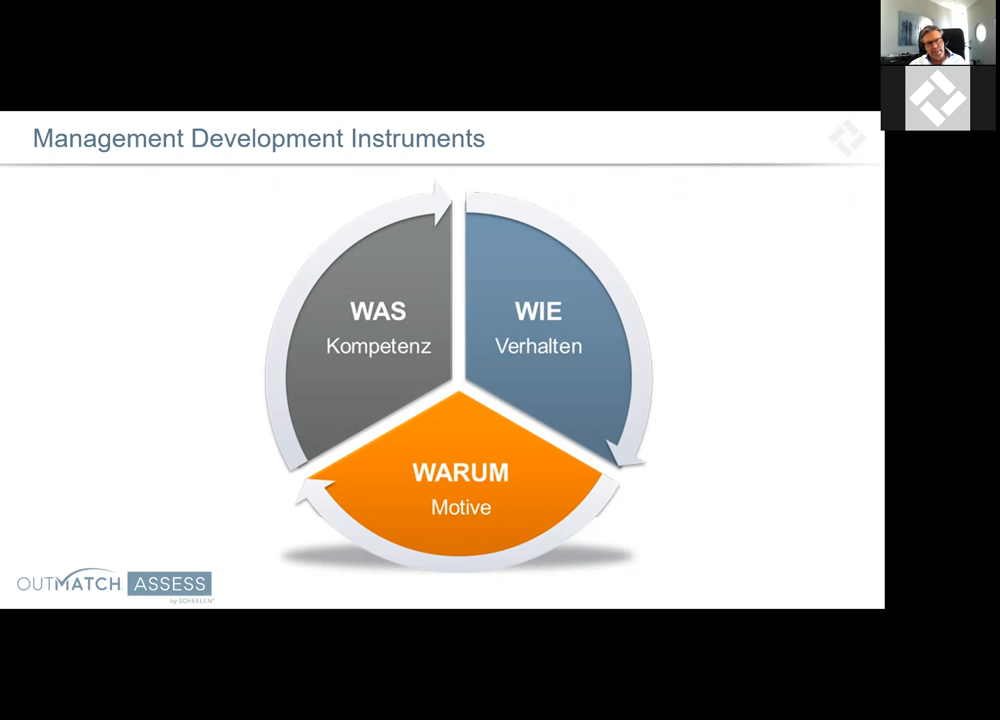 Management Development Instruments
WAS
Kompetenz
WIE
Verhalten
WARUM
Motive
OUTMATCH ASSESS
by SCHEELEN®